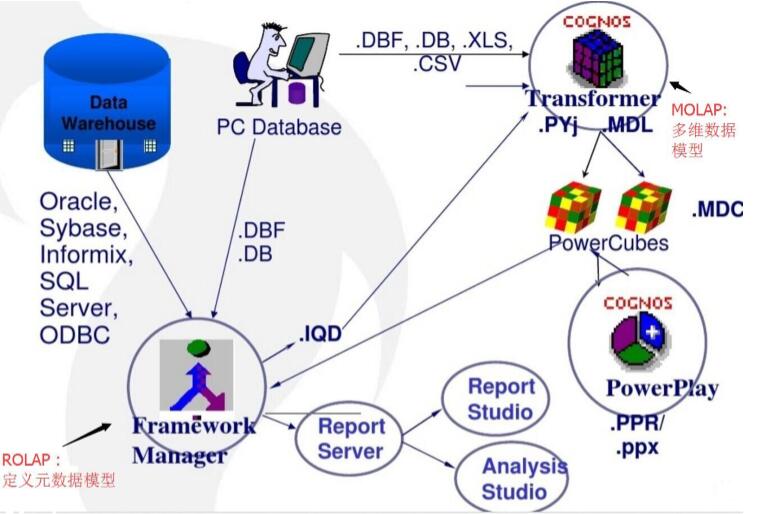 COGNOS
.DBF, .DB, .XLS,
.CSV
Transformer
.PYj .MDL
MOLAP:
多维数据
模型
Data
Warehouse
PC Database
Oracle,
Sybase,
Informix,
SQL
Server,
ODBC
.DBF
.DB
.MDC
PowerCubes
.IQD
COGNOS
PowerPlay
.PPR/
.ppx
Framework
Manager
Report
Server
Report
Studio
Analysis
Studio
ROLAP：
定义元数据模型